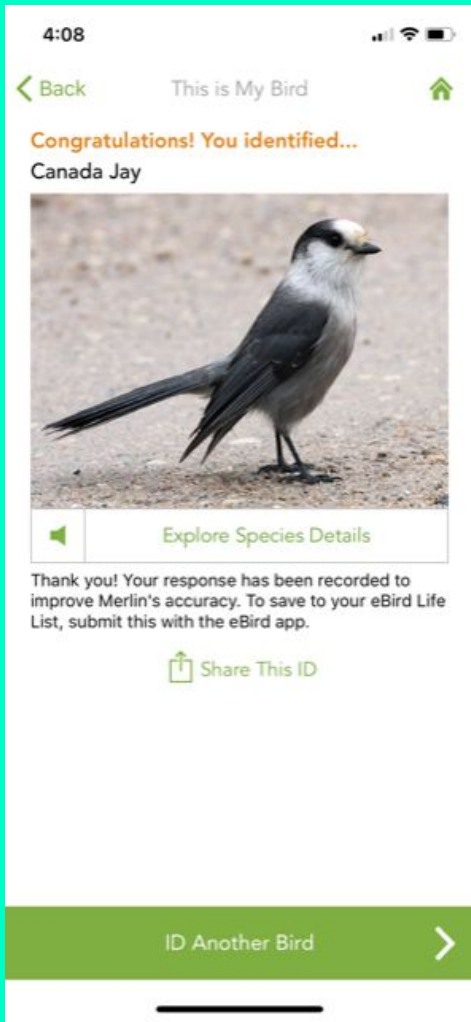 4:08
Back This is My Bird
Congratulations! You identified...
Canada Jay
Explore Species Details
Thank you! Your response has been recorded to
improve Merlin's accuracy. To save to your eBird Life
List, submit this with the eBird app.
Share This ID
ID Another Bird